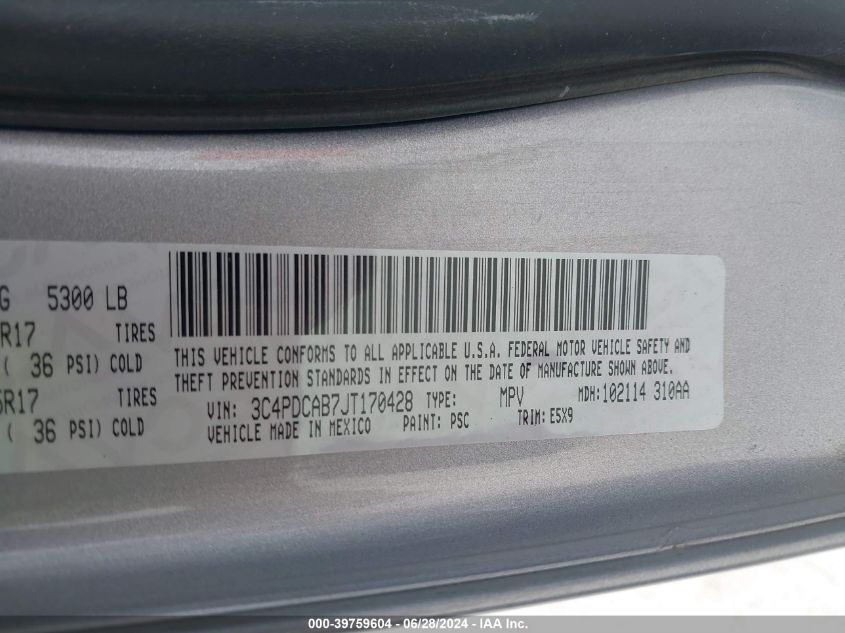 G 5300 LB
R17 TIRES
( 36 PSI) COLD
5R17 TIRES
( 36 PSI) COLD
THIS VEHICLE CONFORMS TO ALL APPLICABLE U.S.A. FEDERAL MOTOR VEHICLE SAFETY AND
THEFT PREVENTION STANDARDS IN EFFECT ON THE DATE OF MANUFACTURE SHOWN ABOVE.
VIN: 3C4PDCAB7JT170428 TYPE: MPV MDH:102114 310AA
VEHICLE MADE IN MEXICO PAINT: PSC TRIM: E5X9
000-39759604 - 06/28/2024 - IAA Inc.